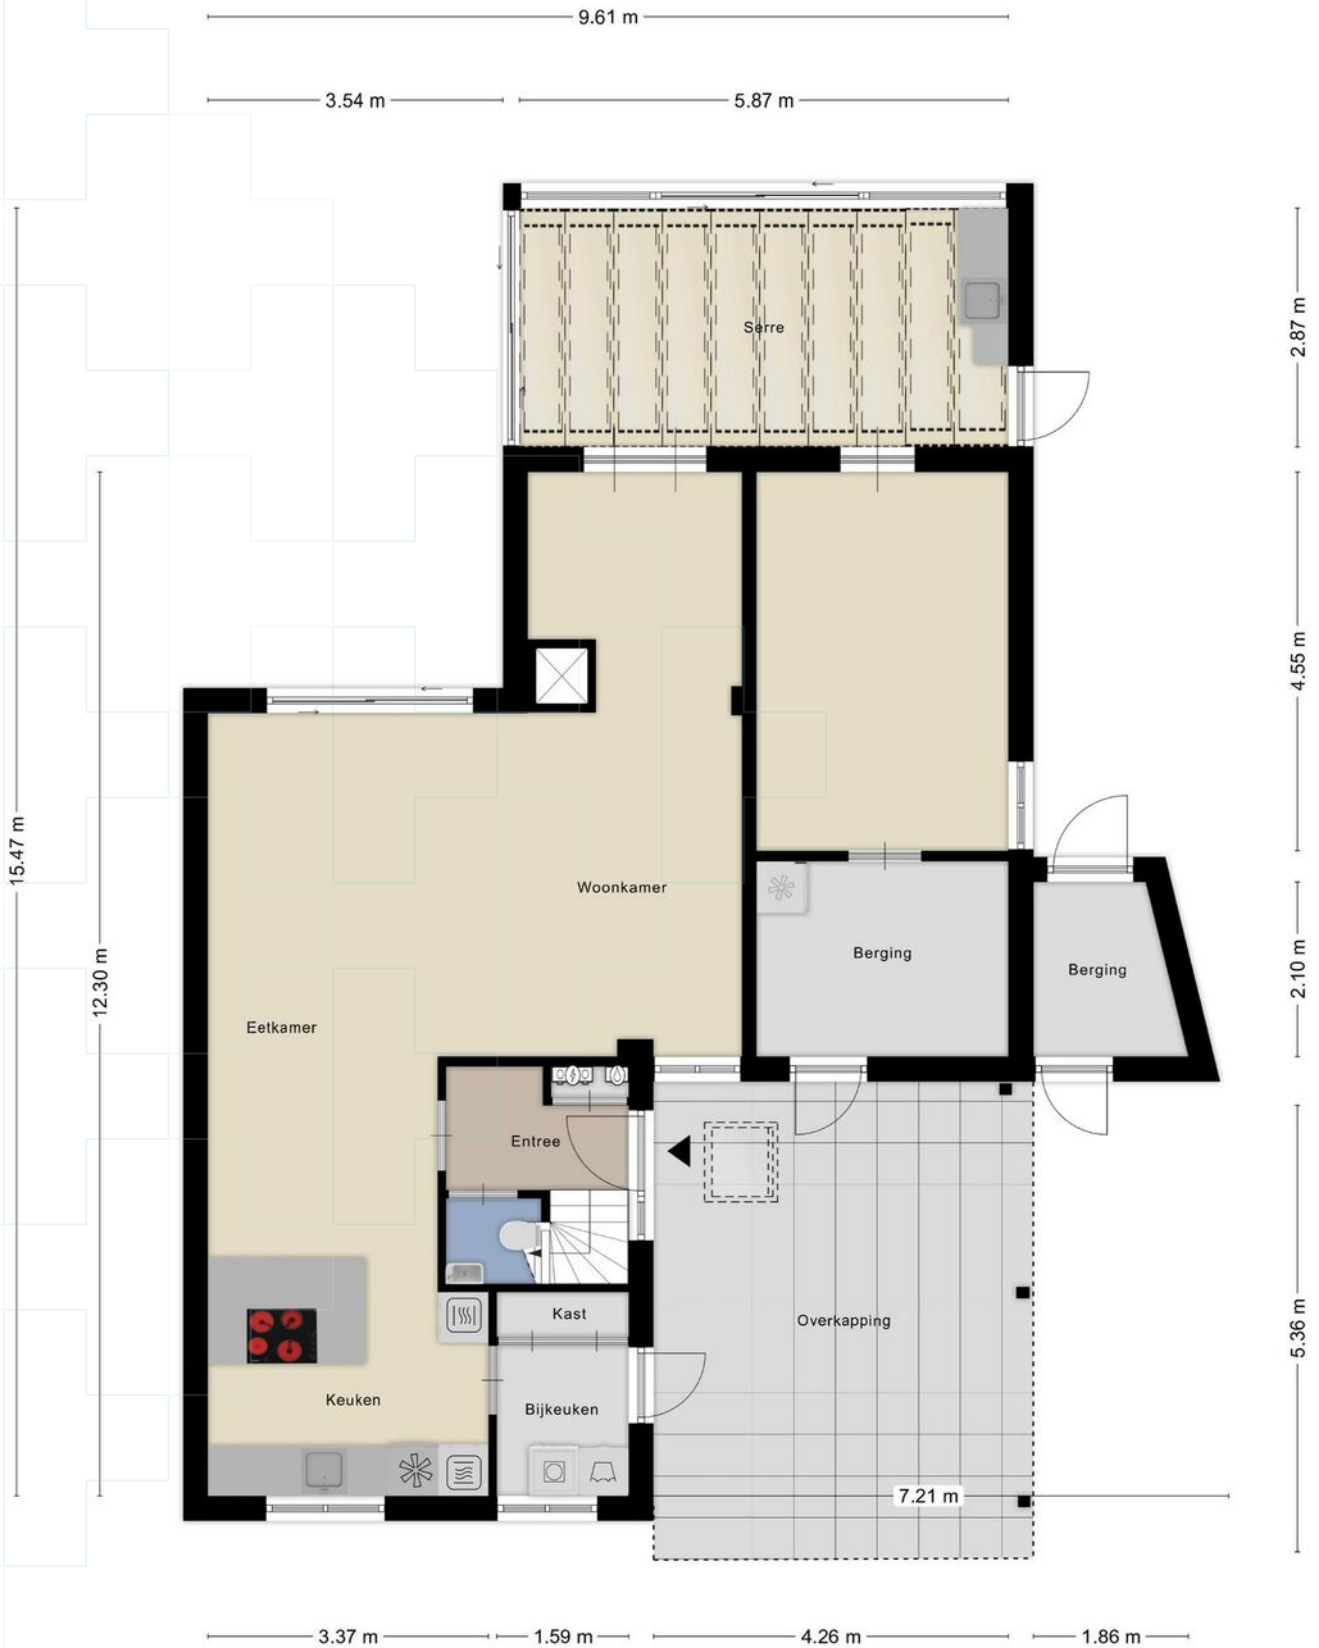 9.61 m
3.54 m
5.87 m
Serre
2.87 m
4.55 m
15.47 m
Woonkamer
12.30 m
Berging
Berging
2.10 m
Eetkamer
Entree
Kast
Overkapping
5.36 m
Keuken
Bijkeuken
7.21 m
3.37 m
1.59 m
4.26 m
1.86 m